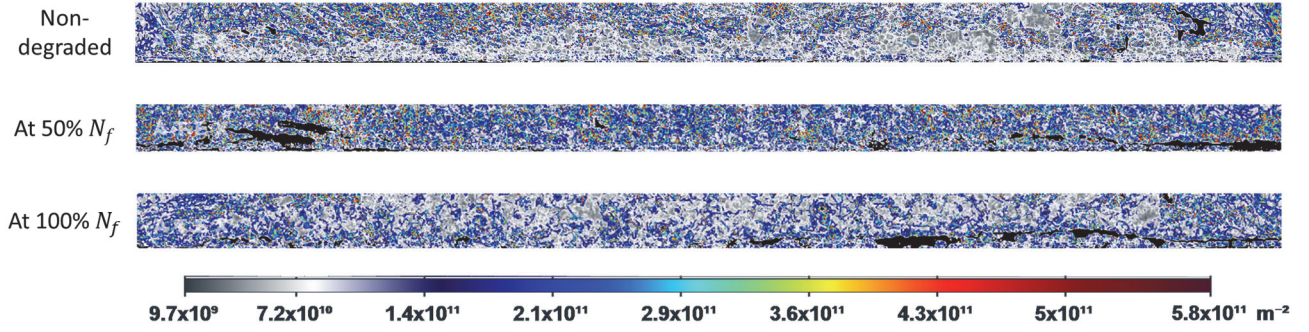 Non-
degraded
At 50% N_f
At 100% N_f
9.7x10⁹ 7.2x10¹⁰ 1.4x10¹¹ 2.1x10¹¹ 2.9x10¹¹ 3.6x10¹¹ 4.3x10¹¹ 5x10¹¹ 5.8x10¹¹ m⁻²